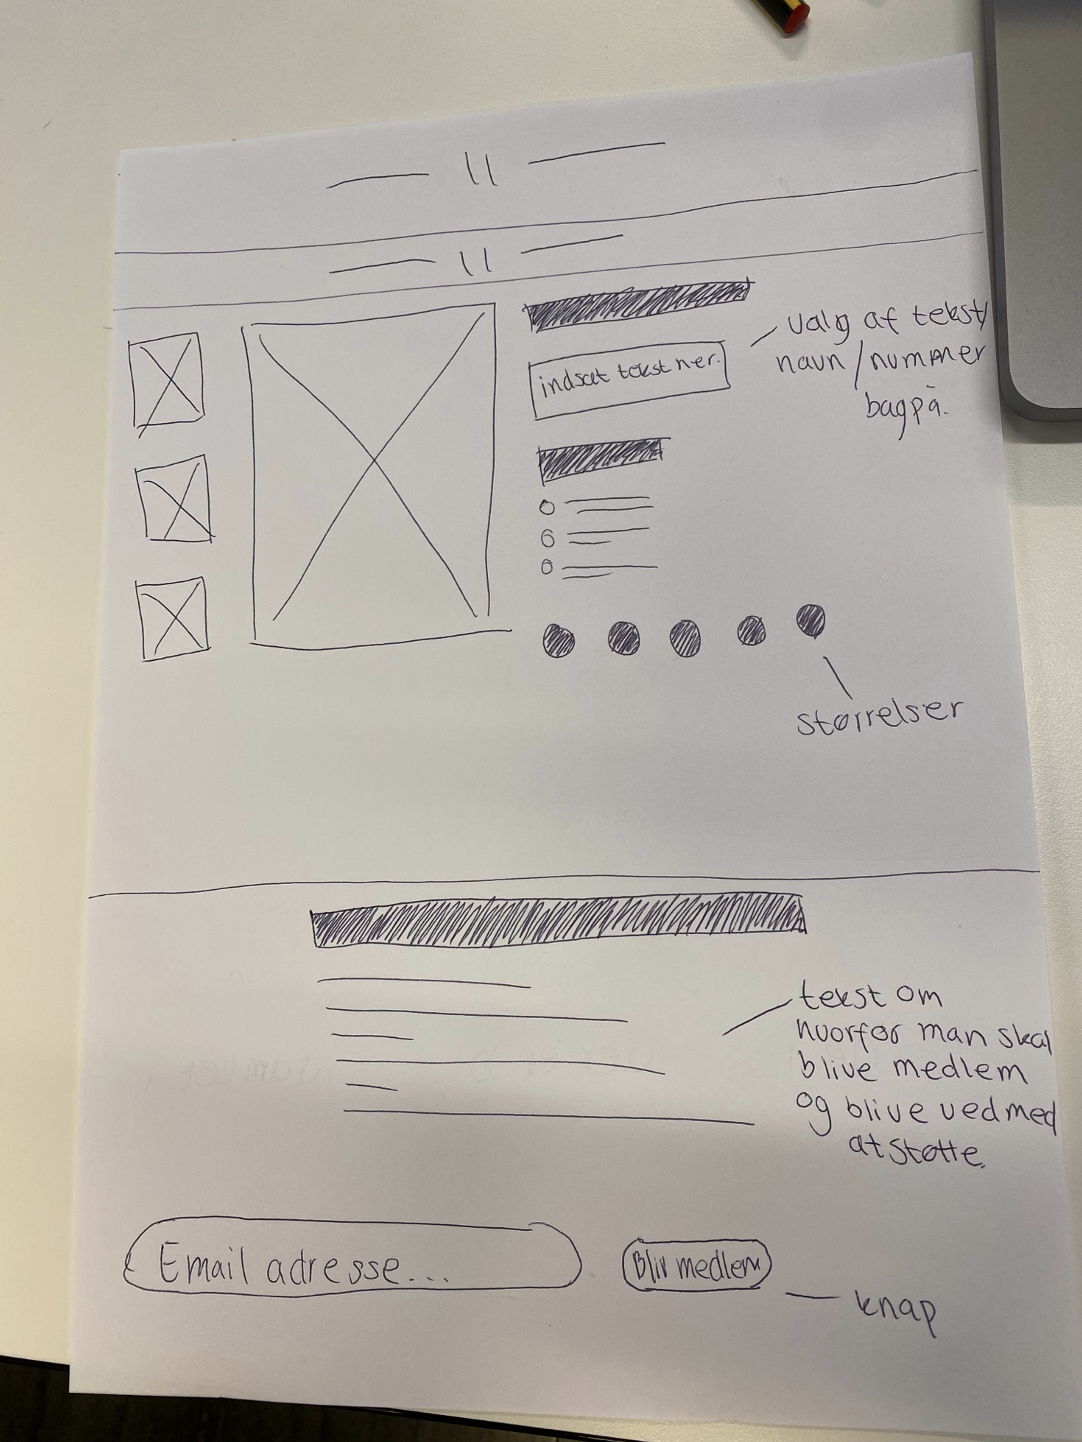 valg af tekst/
navn/nummer
bagpå.
indsæt tekst her.
størrelser
tekst om
hvorfor man skal
blive medlem
og blive ved med
at støtte.
Email adresse...
Bliv medlem
knap